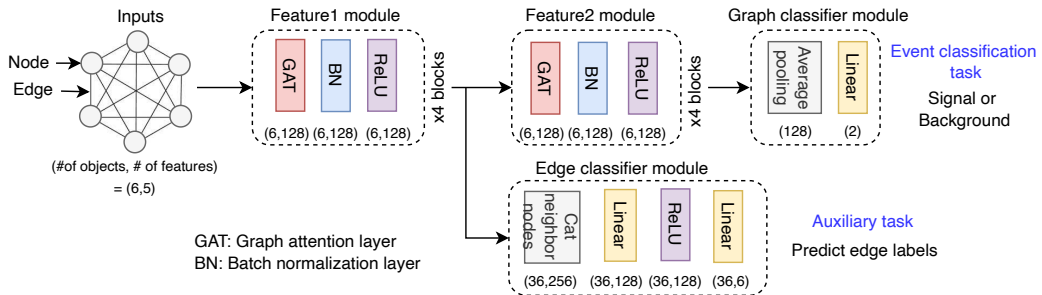 Inputs
Node
Edge
(#of objects, # of features)
= (6,5)
Feature1 module
GAT
BN
ReLU
(6,128) (6,128) (6,128)
x4 blocks
Feature2 module
GAT
BN
ReLU
(6,128) (6,128) (6,128)
x4 blocks
Graph classifier module
Average
pooling
Linear
(128)
(2)
Event classification
task
Signal or
Background
Edge classifier module
Cat
neighbor
nodes
Linear
ReLU
Linear
(36,256)
(36,128) (36,128) (36,6)
Auxiliary task
Predict edge labels
GAT: Graph attention layer
BN: Batch normalization layer